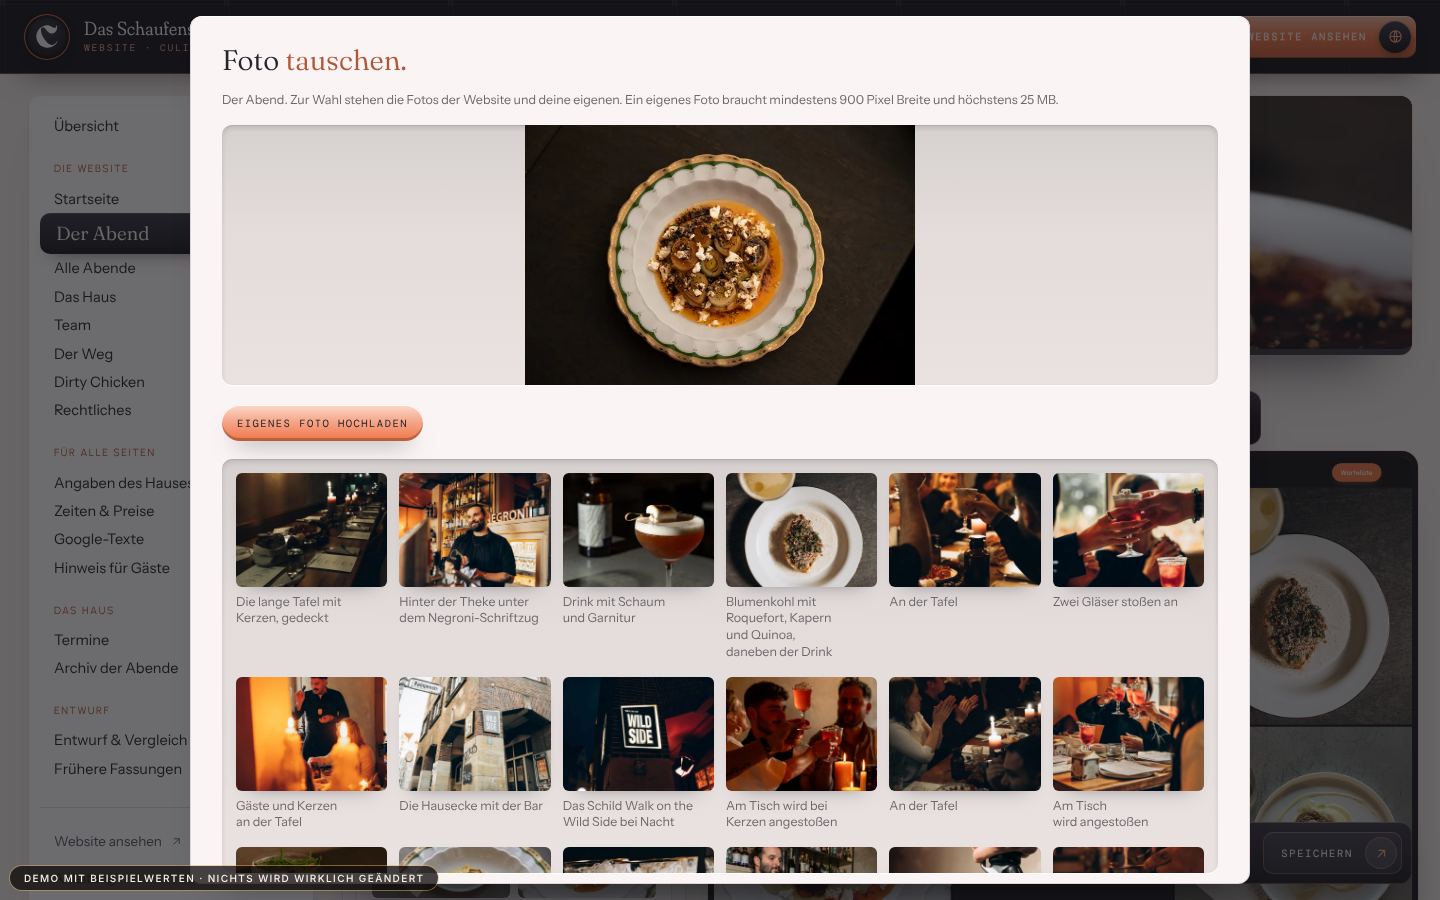 Das Schaufens
WEBSITE · CULI
WEBSITE ANSEHEN
Übersicht
DIE WEBSITE
Startseite
Der Abend
Alle Abende
Das Haus
Team
Der Weg
Dirty Chicken
Rechtliches
FÜR ALLE SEITEN
Angaben des Hauses
Zeiten & Preise
Google-Texte
Hinweis für Gäste
DAS HAUS
Termine
Archiv der Abende
ENTWURF
Entwurf & Vergleich
Frühere Fassungen
Website ansehen
Foto tauschen.
Der Abend. Zur Wahl stehen die Fotos der Website und deine eigenen. Ein eigenes Foto braucht mindestens 900 Pixel Breite und höchstens 25 MB.
EIGENES FOTO HOCHLADEN
NEGRONI
Die lange Tafel mit
Kerzen, gedeckt
Hinter der Theke unter
dem Negroni-Schriftzug
Drink mit Schaum
und Garnitur
Blumenkohl mit
Roquefort, Kapern
und Quinoa,
daneben der Drink
An der Tafel
Zwei Gläser stoßen an
WILD
SIDE
Gäste und Kerzen
an der Tafel
Die Hausecke mit der Bar
Das Schild Walk on the
Wild Side bei Nacht
Am Tisch wird bei
Kerzen angestoßen
An der Tafel
Am Tisch
wird angestoßen
Warteliste
SPEICHERN
DEMO MIT BEISPIELWERTEN · NICHTS WIRD WIRKLICH GEÄNDERT